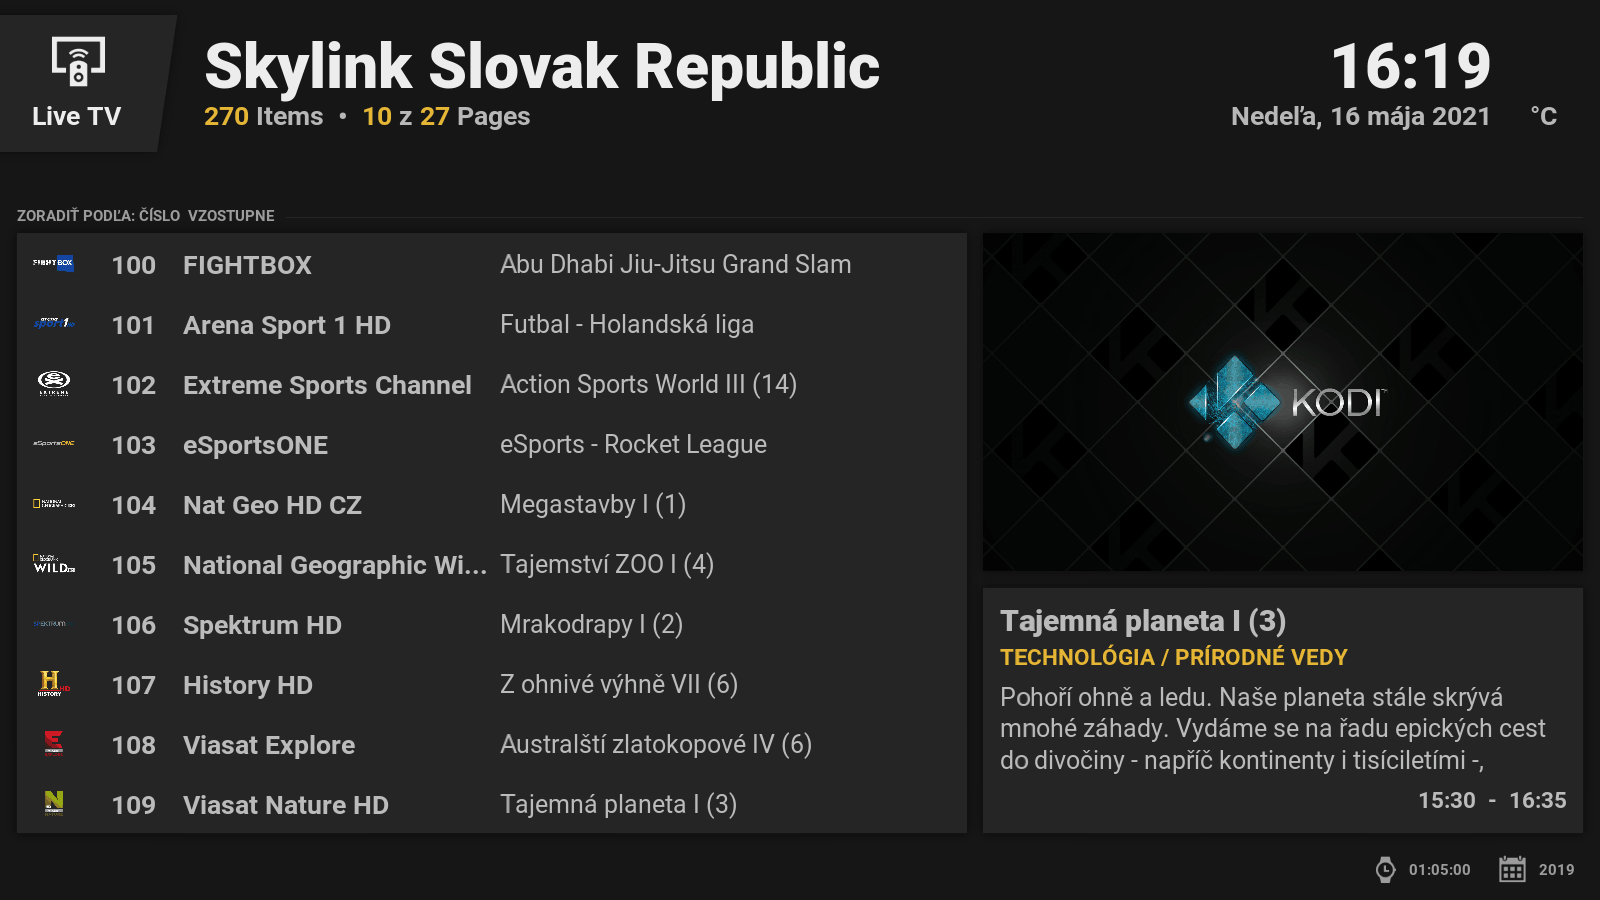 Live TV
Skylink Slovak Republic
270 Items • 10 z 27 Pages
16:19
Nedeľa, 16 mája 2021 °C
ZORADIŤ PODĽA: ČÍSLO VZOSTUPNE
FIGHTBOX 100 FIGHTBOX Abu Dhabi Jiu-Jitsu Grand Slam
sport1 101 Arena Sport 1 HD Futbal - Holandská liga
EXTREME 102 Extreme Sports Channel Action Sports World III (14)
eSportsONE 103 eSportsONE eSports - Rocket League
104 Nat Geo HD CZ Megastavby I (1)
WILD 105 National Geographic Wi... Tajemství ZOO I (4)
SPEKTRUM 106 Spektrum HD Mrakodrapy I (2)
H HISTORY HD 107 History HD Z ohnivé výhně VII (6)
E 108 Viasat Explore Australští zlatokopové IV (6)
N 109 Viasat Nature HD Tajemná planeta I (3)
KODI
Tajemná planeta I (3)
TECHNOLÓGIA / PRÍRODNÉ VEDY
Pohoří ohně a ledu. Naše planeta stále skrývá
mnohé záhady. Vydáme se na řadu epických cest
do divočiny - napříč kontinenty i tisíciletími -,
15:30 - 16:35
01:05:00 2019